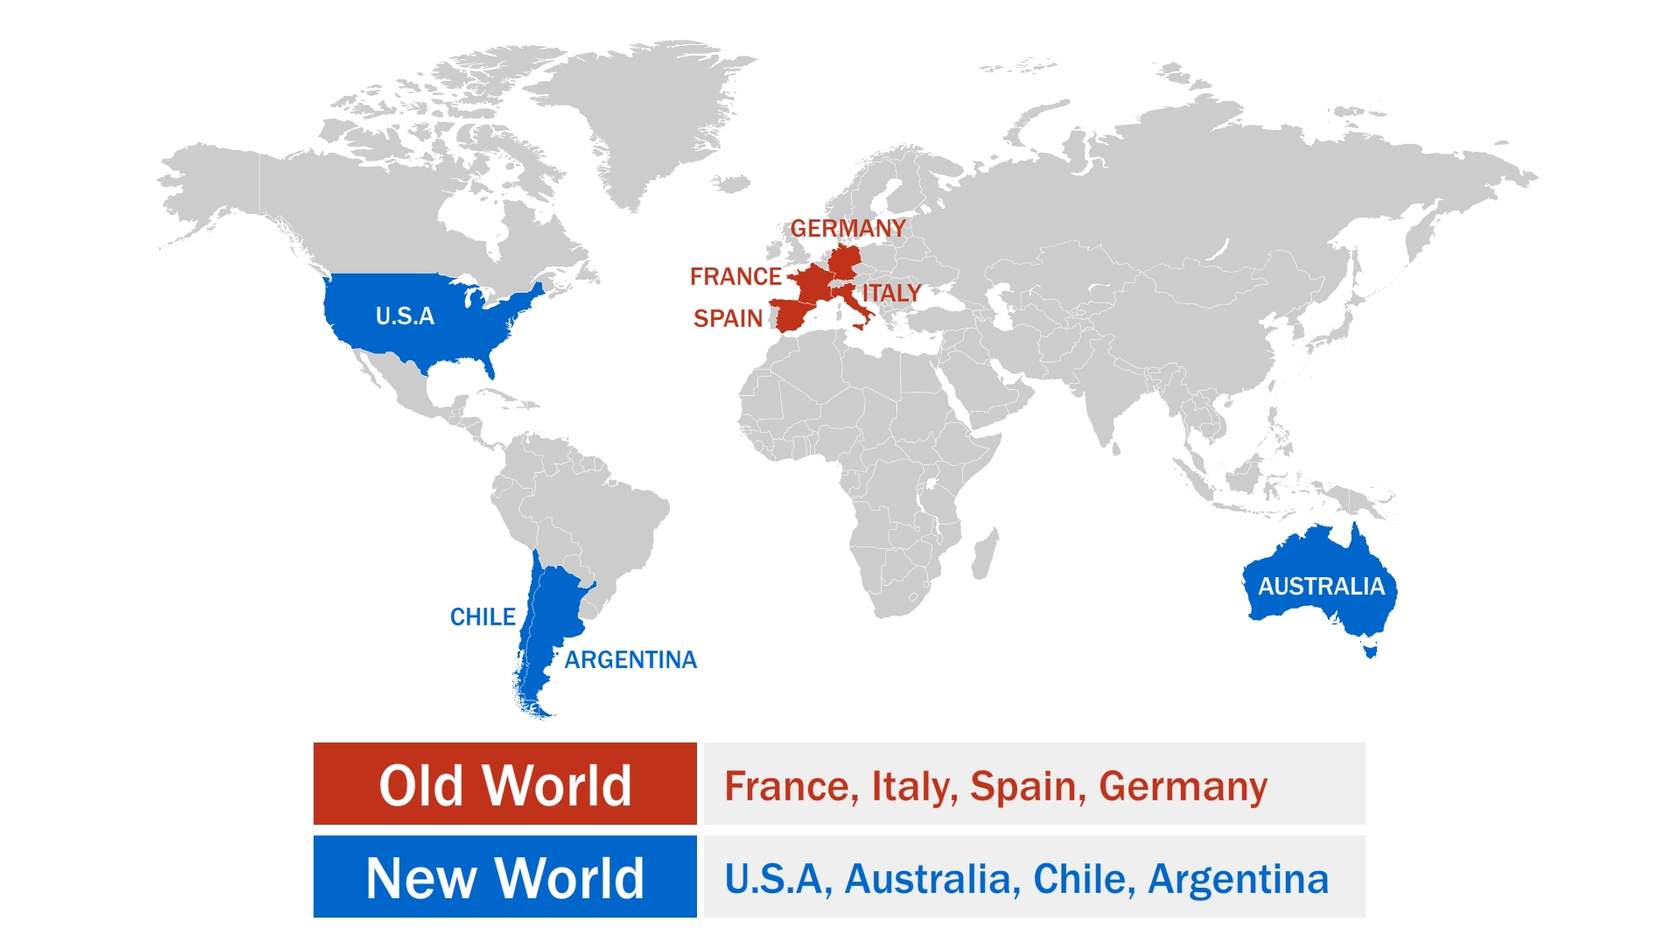 GERMANY
FRANCE
ITALY
U.S.A
SPAIN
AUSTRALIA
CHILE
ARGENTINA
Old World
France, Italy, Spain, Germany
New World
U.S.A, Australia, Chile, Argentina